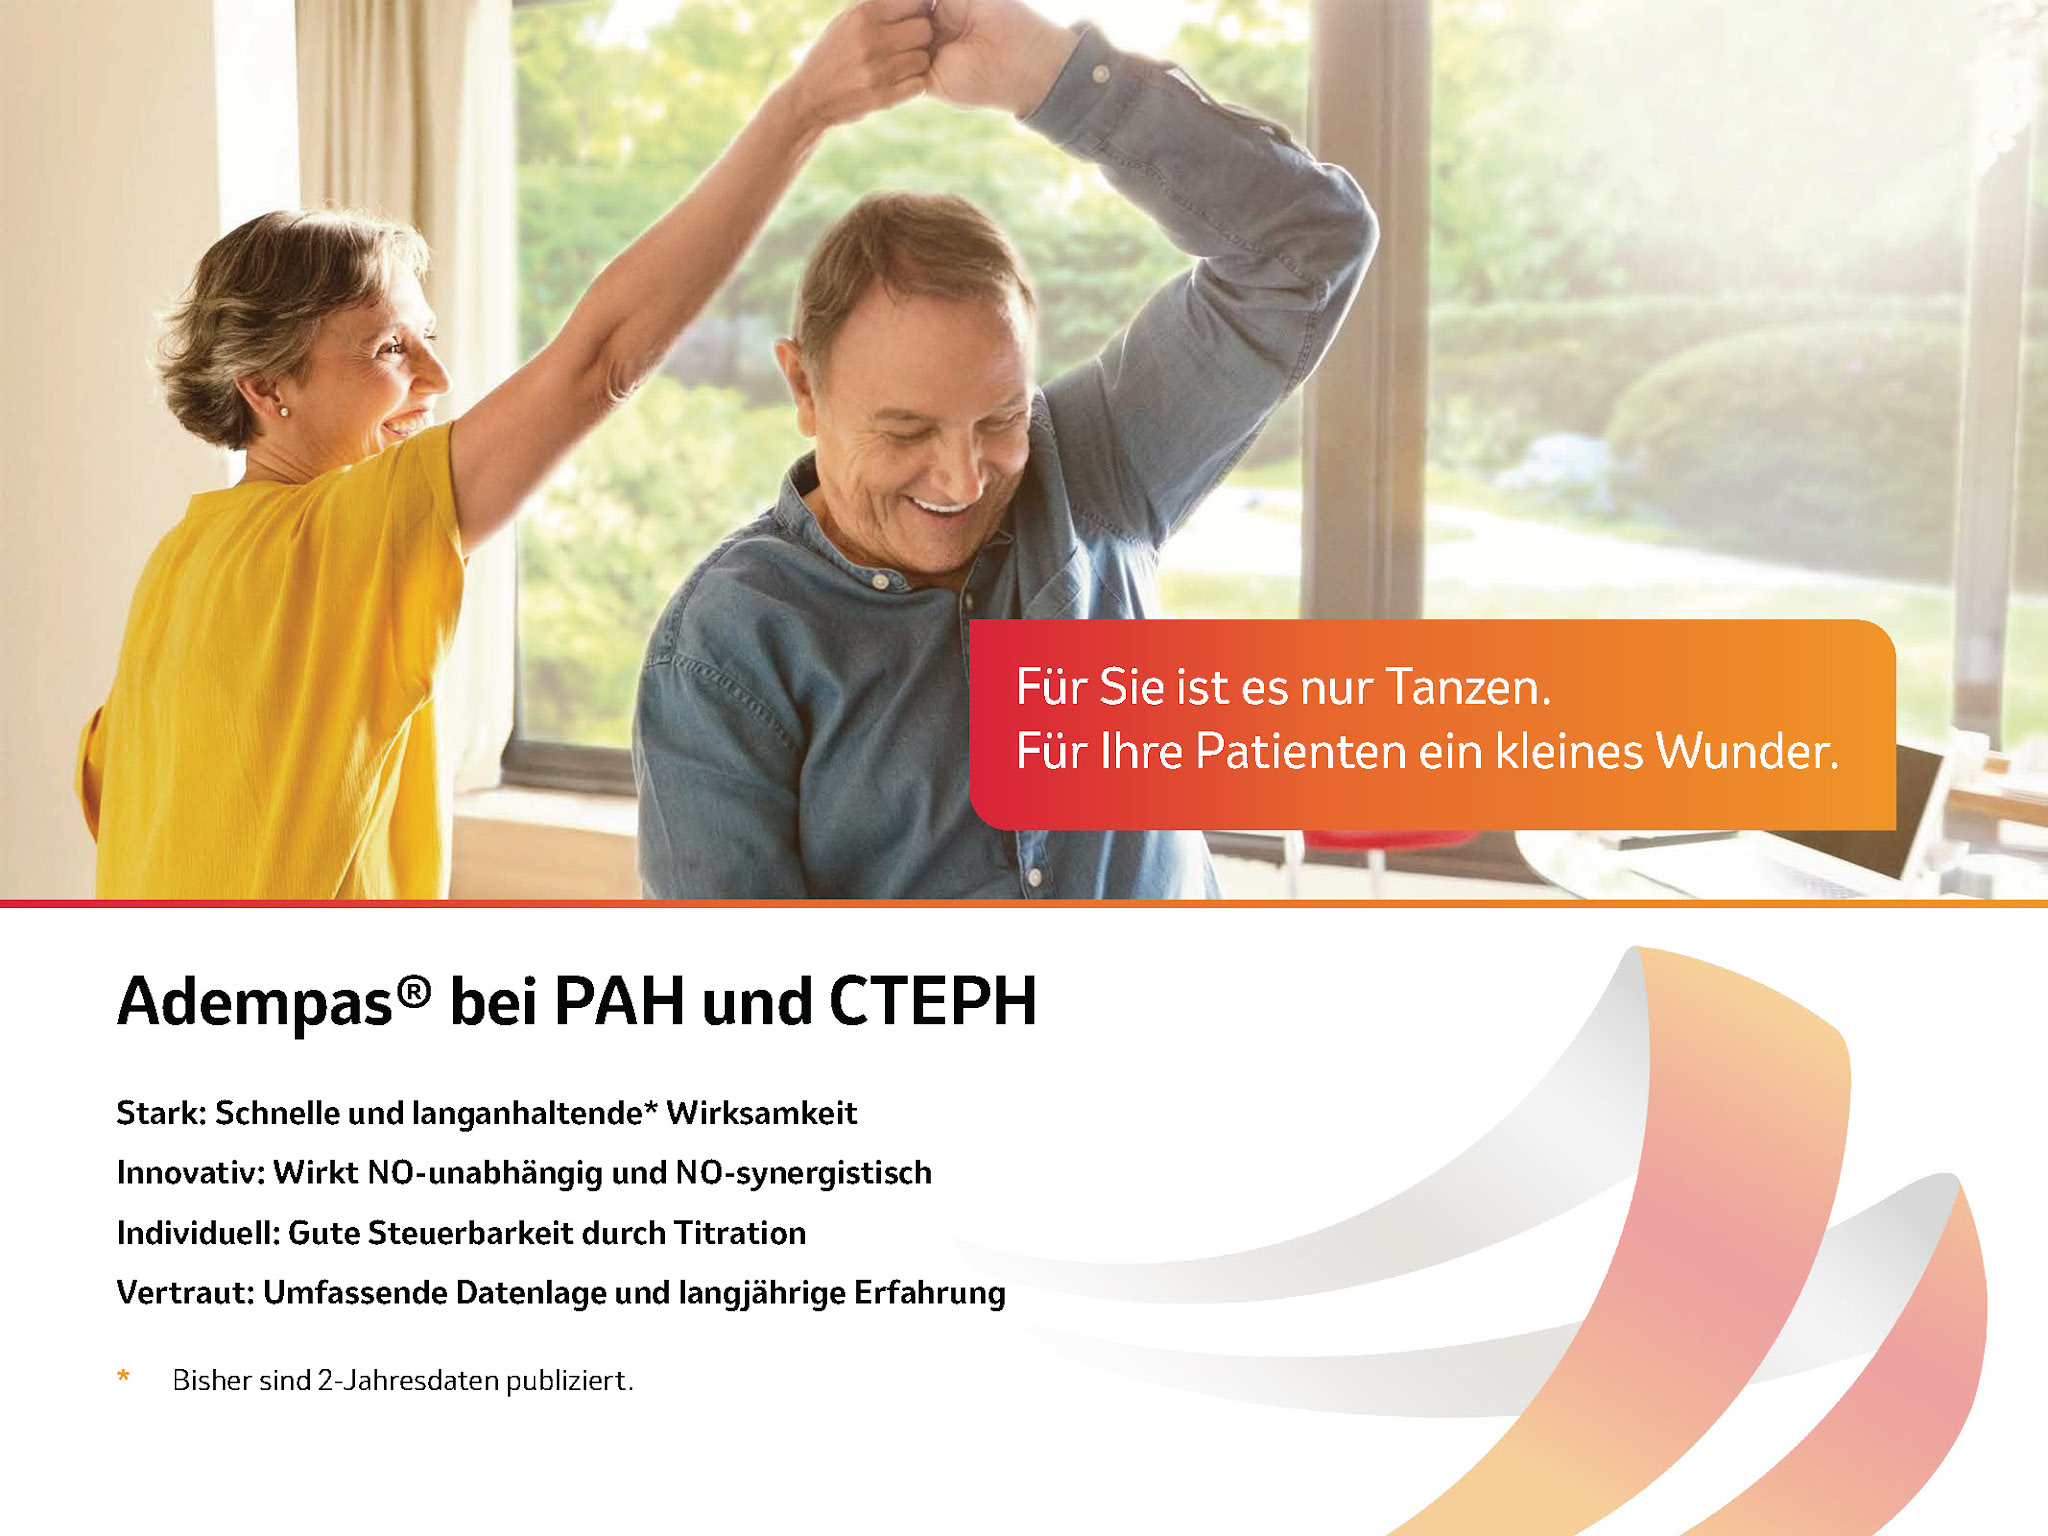 Für Sie ist es nur Tanzen.
Für Ihre Patienten ein kleines Wunder.
Adempas® bei PAH und CTEPH
Stark: Schnelle und langanhaltende* Wirksamkeit
Innovativ: Wirkt NO-unabhängig und NO-synergistisch
Individuell: Gute Steuerbarkeit durch Titration
Vertraut: Umfassende Datenlage und langjährige Erfahrung
* Bisher sind 2-Jahresdaten publiziert.